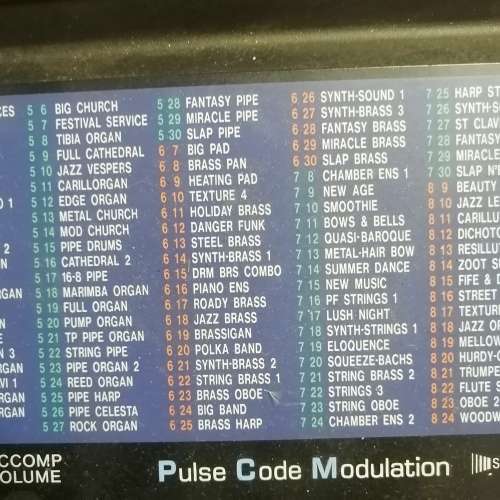 5 6 BIG CHURCH
5 7 FESTIVAL SERVICE
5 8 TIBIA ORGAN
5 9 FULL CATHEDRAL
5 10 JAZZ VESPERS
5 11 CARILLORGAN
5 12 EDGE ORGAN
5 13 METAL CHURCH
5 14 MOD CHURCH
5 15 PIPE DRUMS
5 16 CATHEDRAL 2
5 17 16-8 PIPE
5 18 MARIMBA ORGAN
5 19 FULL ORGAN
5 20 PUMP ORGAN
5 21 TP PIPE ORGAN
5 22 STRING PIPE
5 23 PIPE ORGAN 2
5 24 REED ORGAN
5 25 PIPE HARP
5 26 PIPE CELESTA
5 27 ROCK ORGAN
5 28 FANTASY PIPE
5 29 MIRACLE PIPE
5 30 SLAP PIPE
6 7 BIG PAD
6 8 BRASS PAN
6 9 HEATING PAD
6 10 TEXTURE 4
6 11 HOLIDAY BRASS
6 12 DANGER FUNK
6 13 STEEL BRASS
6 14 SYNTH-BRASS 1
6 15 DRM BRS COMBO
6 16 PIANO ENS
6 17 ROADY BRASS
6 18 JAZZ BRASS
6 19 BRASSIGAN
6 20 POLKA BAND
6 21 SYNTH-BRASS 2
6 22 STRING BRASS 1
6 23 BRASS OBOE
6 24 BIG BAND
6 25 BRASS HARP
6 26 SYNTH-SOUND 1
6 27 SYNTH-BRASS 3
6 28 FANTASY BRASS
6 29 MIRACLE BRASS
6 30 SLAP BRASS
7 8 CHAMBER ENS 1
7 9 NEW AGE
7 10 SMOOTHIE
7 11 BOWS & BELLS
7 12 QUASI-BAROQUE
7 13 METAL-HAIR BOW
7 14 SUMMER DANCE
7 15 NEW MUSIC
7 16 PF STRINGS 1
7 17 LUSH NIGHT
7 18 SYNTH-STRINGS 1
7 19 ELOQUENCE
7 20 SQUEEZE-BACHS
7 21 STRING BRASS 2
7 22 STRINGS 3
7 23 STRING OBOE
7 24 CHAMBER ENS 2
7 25 HARP ST
7 26 SYNTH-S
7 27 ST CLAV
7 28 FANTA
7 29 MIRACLE
7 30 SLAP N'
8 9 BEAUTY
8 10 JAZZ LE
8 11 CARILL
8 12 DICHOT
8 13 RESILLU
8 14 ZOOT S
8 15 FIFE & D
8 16 STREET
8 17 TEXTUR
8 18 JAZZ O
8 19 MELLOW
8 20 HURDY-
8 21 TRUMPE
8 22 FLUTE S
8 23 OBOE 2
8 24 WOODW
CCOMP
OLUME
Pulse Code Modulation